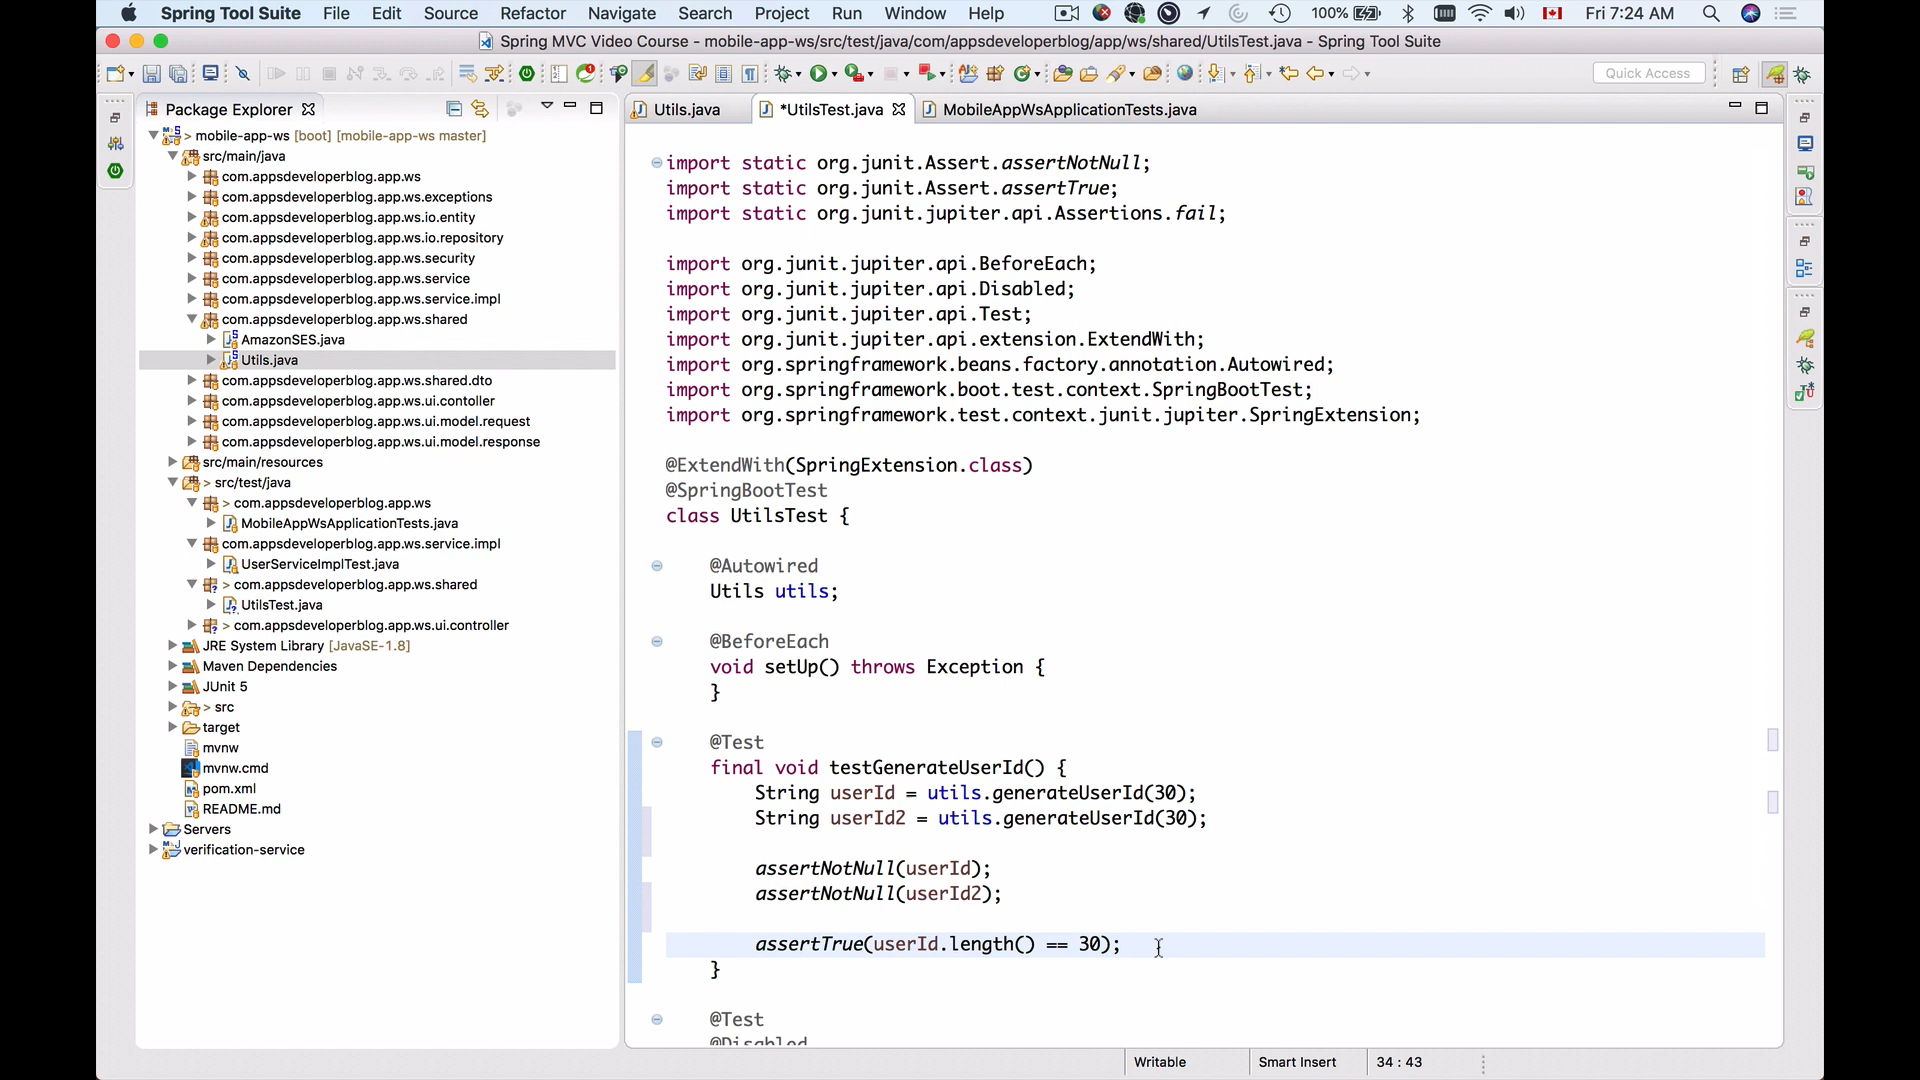 Spring Tool Suite File Edit Source Refactor Navigate Search Project Run Window Help 100% Fri 7:24 AM
Spring MVC Video Course - mobile-app-ws/src/test/java/com/appsdeveloperblog/app/ws/shared/UtilsTest.java - Spring Tool Suite
Quick Access
Package Explorer
mobile-app-ws [boot] [mobile-app-ws master]
src/main/java
com.appsdeveloperblog.app.ws
com.appsdeveloperblog.app.ws.exceptions
com.appsdeveloperblog.app.ws.io.entity
com.appsdeveloperblog.app.ws.io.repository
com.appsdeveloperblog.app.ws.security
com.appsdeveloperblog.app.ws.service
com.appsdeveloperblog.app.ws.service.impl
com.appsdeveloperblog.app.ws.shared
AmazonSES.java
Utils.java
com.appsdeveloperblog.app.ws.shared.dto
com.appsdeveloperblog.app.ws.ui.contoller
com.appsdeveloperblog.app.ws.ui.model.request
com.appsdeveloperblog.app.ws.ui.model.response
src/main/resources
> src/test/java
> com.appsdeveloperblog.app.ws
MobileAppWsApplicationTests.java
com.appsdeveloperblog.app.ws.service.impl
UserServiceImplTest.java
> com.appsdeveloperblog.app.ws.shared
UtilsTest.java
> com.appsdeveloperblog.app.ws.ui.controller
JRE System Library [JavaSE-1.8]
Maven Dependencies
JUnit 5
> src
target
mvnw
mvnw.cmd
pom.xml
README.md
Servers
verification-service
Utils.java *UtilsTest.java MobileAppWsApplicationTests.java
import static org.junit.Assert.assertNotNull;
import static org.junit.Assert.assertTrue;
import static org.junit.jupiter.api.Assertions.fail;
import org.junit.jupiter.api.BeforeEach;
import org.junit.jupiter.api.Disabled;
import org.junit.jupiter.api.Test;
import org.junit.jupiter.api.extension.ExtendWith;
import org.springframework.beans.factory.annotation.Autowired;
import org.springframework.boot.test.context.SpringBootTest;
import org.springframework.test.context.junit.jupiter.SpringExtension;
@ExtendWith(SpringExtension.class)
@SpringBootTest
class UtilsTest {
@Autowired
Utils utils;
@BeforeEach
void setUp() throws Exception {
}
@Test
final void testGenerateUserId() {
String userId = utils.generateUserId(30);
String userId2 = utils.generateUserId(30);
assertNotNull(userId);
assertNotNull(userId2);
assertTrue(userId.length() == 30);
}
@Test
@Disabled
Writable Smart Insert 34 : 43